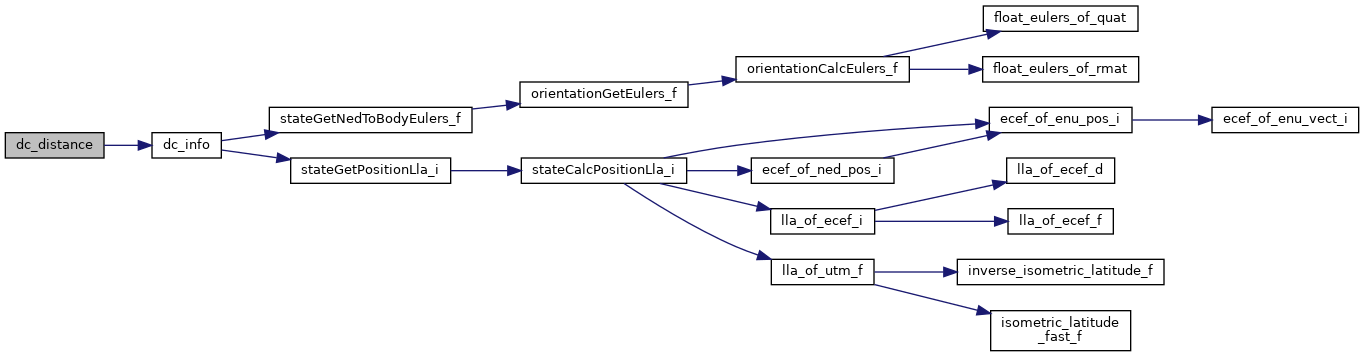 dc_distance
dc_info
stateGetNedToBodyEulers_f
orientationGetEulers_f
orientationCalcEulers_f
float_eulers_of_quat
float_eulers_of_rmat
stateGetPositionLla_i
stateCalcPositionLla_i
ecef_of_enu_pos_i
ecef_of_enu_vect_i
ecef_of_ned_pos_i
lla_of_ecef_i
lla_of_ecef_d
lla_of_ecef_f
lla_of_utm_f
inverse_isometric_latitude_f
isometric_latitude
_fast_f